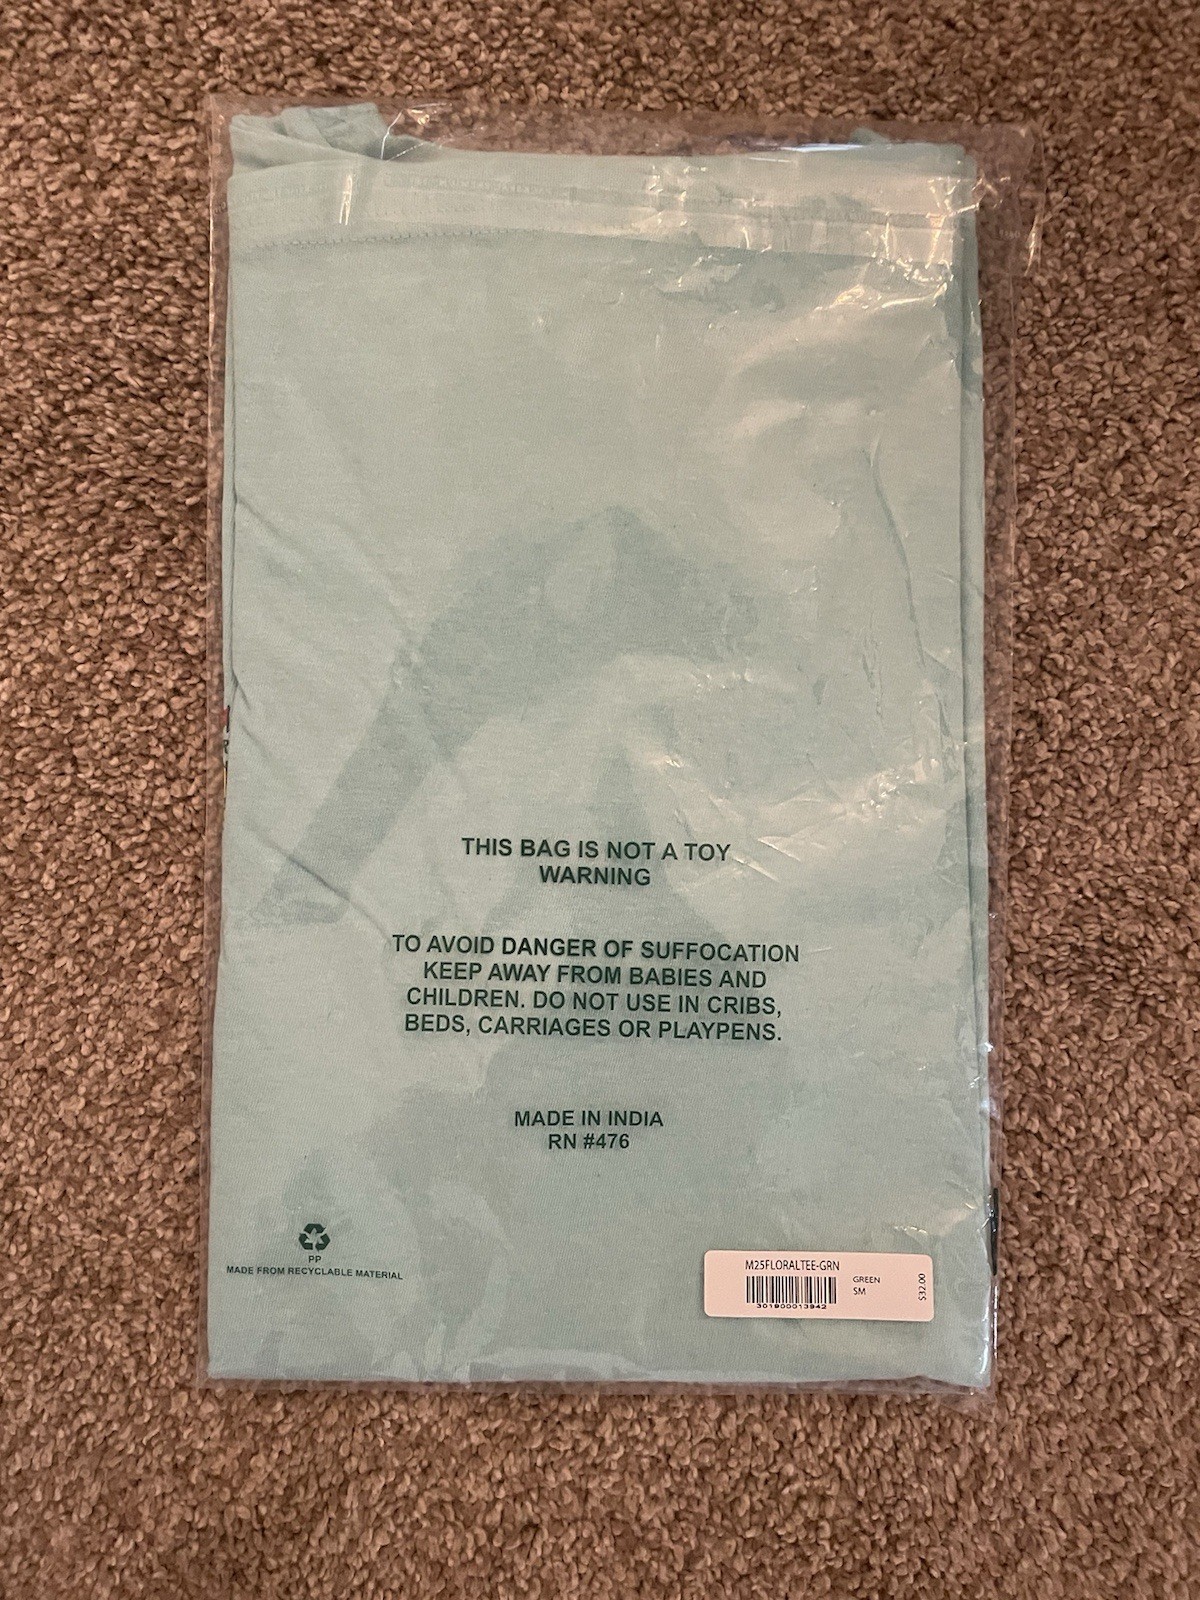 THIS BAG IS NOT A TOY
WARNING
TO AVOID DANGER OF SUFFOCATION
KEEP AWAY FROM BABIES AND
CHILDREN. DO NOT USE IN CRIBS,
BEDS, CARRIAGES OR PLAYPENS.
MADE IN INDIA
RN #476
PP
MADE FROM RECYCLABLE MATERIAL
M25FLORALTEE-GRN
301900013942
GREEN
SM
$32.00